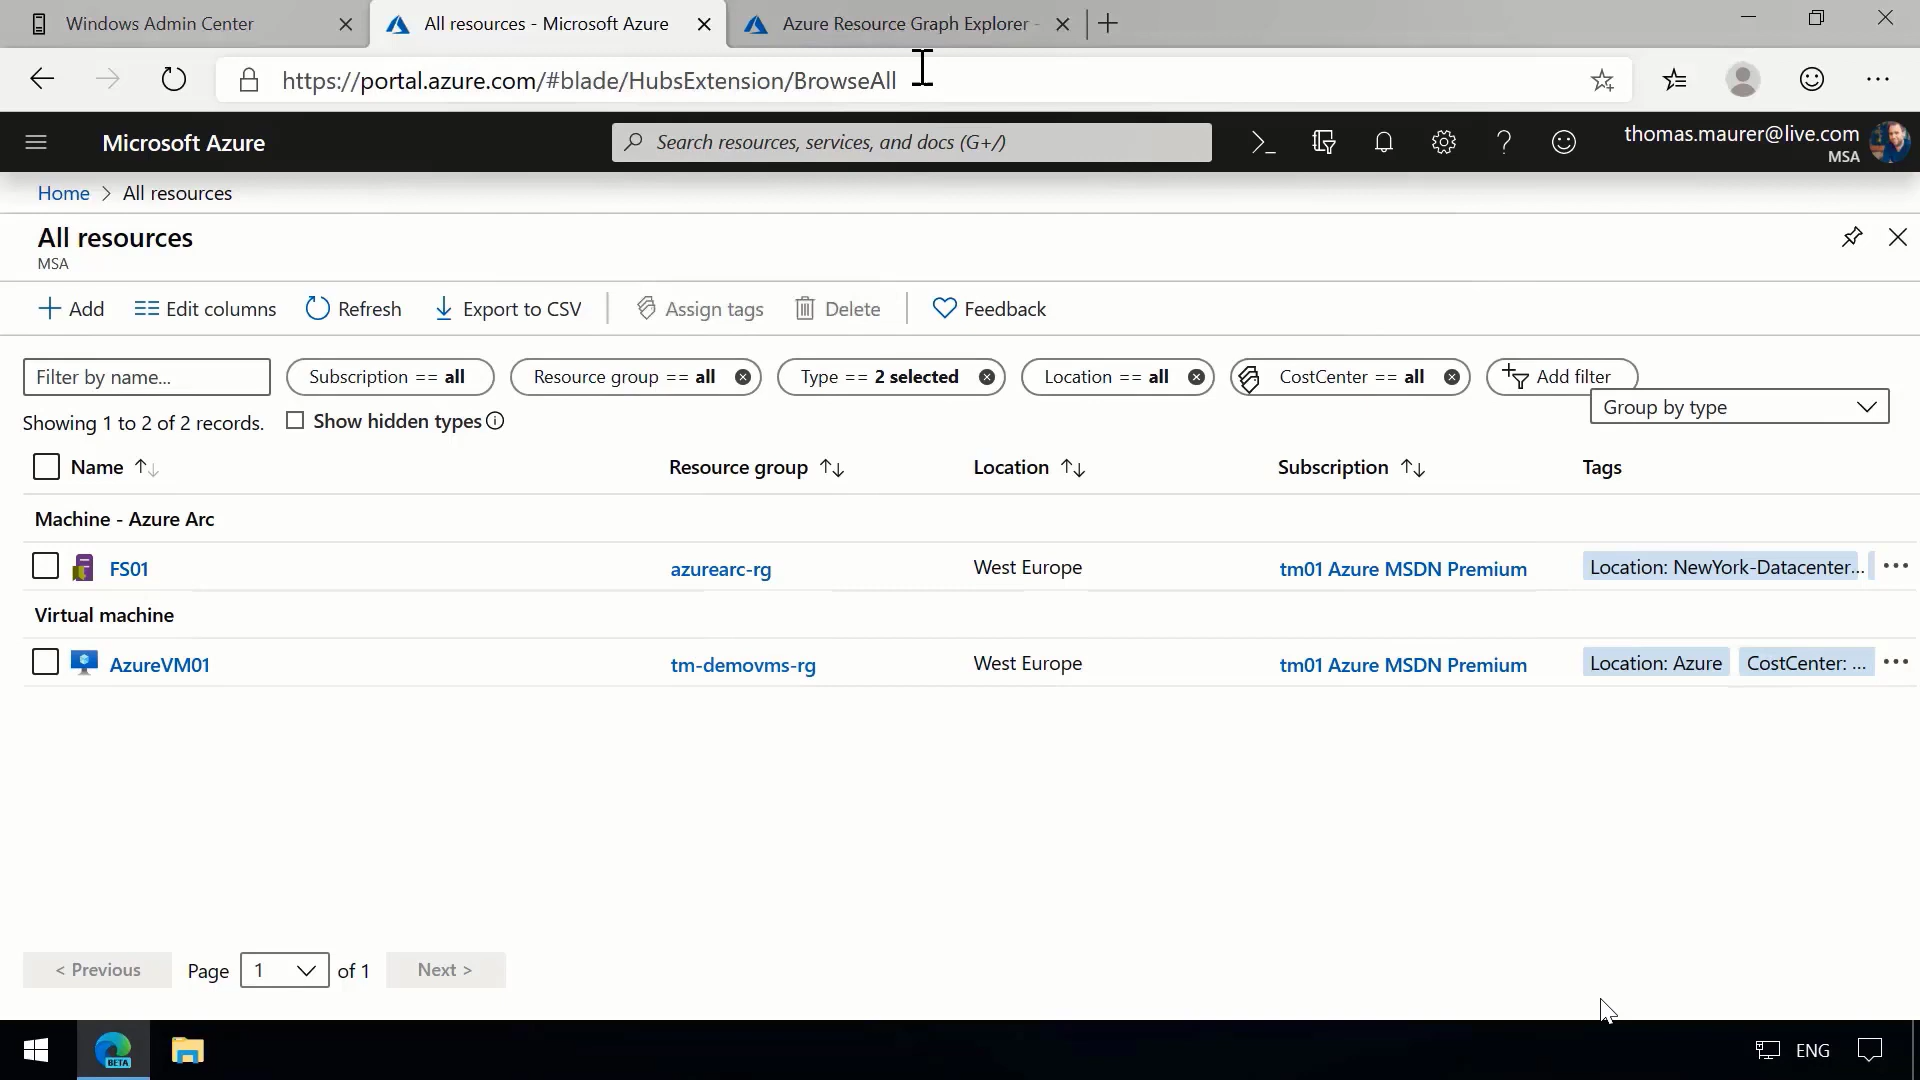 Windows Admin Center
All resources - Microsoft Azure
Azure Resource Graph Explorer -
https://portal.azure.com/#blade/HubsExtension/BrowseAll
Microsoft Azure
Search resources, services, and docs (G+/)
thomas.maurer@live.com
MSA
Home > All resources
All resources
MSA
Add
Edit columns
Refresh
Export to CSV
Assign tags
Delete
Feedback
Filter by name...
Subscription == all
Resource group == all
Type == 2 selected
Location == all
CostCenter == all
Add filter
Showing 1 to 2 of 2 records.
Show hidden types
Group by type
Name
Resource group
Location
Subscription
Tags
Machine - Azure Arc
FS01
azurearc-rg
West Europe
tm01 Azure MSDN Premium
Location: NewYork-Datacenter...
Virtual machine
AzureVM01
tm-demovms-rg
West Europe
tm01 Azure MSDN Premium
Location: Azure
CostCenter: ...
< Previous
Page
1
of 1
Next >
BETA
ENG